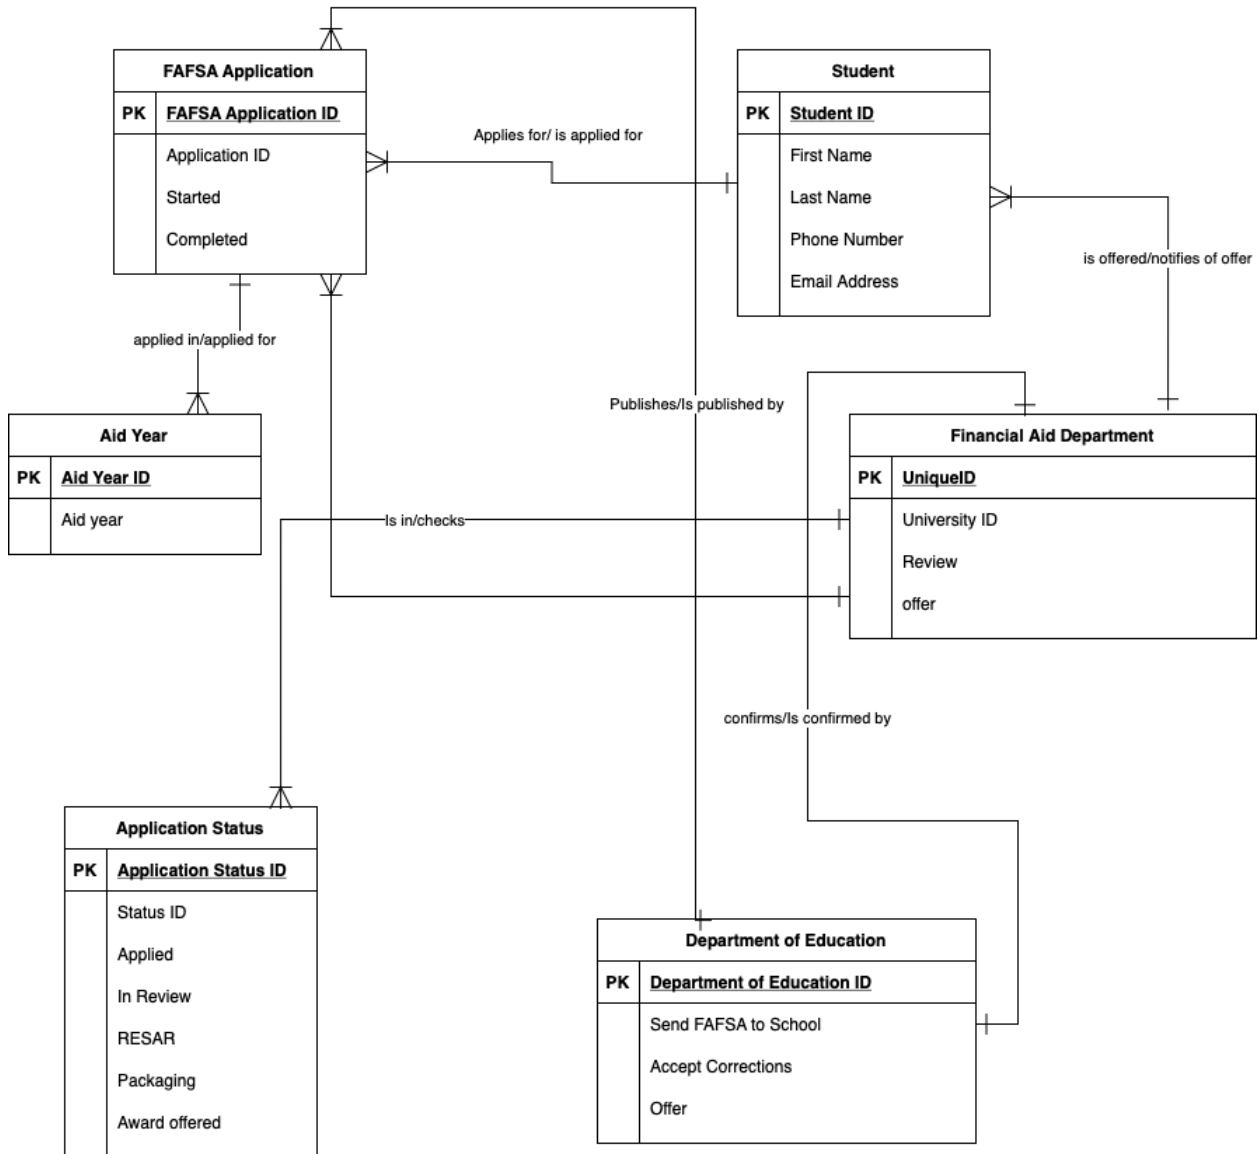 FAFSA Application
PK FAFSA Application ID
Application ID
Started
Completed
Applies for/ is applied for
Student
PK Student ID
First Name
Last Name
Phone Number
Email Address
is offered/notifies of offer
applied in/applied for
Aid Year
PK Aid Year ID
Aid year
Publishes/Is published by
Financial Aid Department
PK UniqueID
University ID
Review
offer
Is in/checks
confirms/Is confirmed by
Application Status
PK Application Status ID
Status ID
Applied
In Review
RESAR
Packaging
Award offered
Department of Education
PK Department of Education ID
Send FAFSA to School
Accept Corrections
Offer